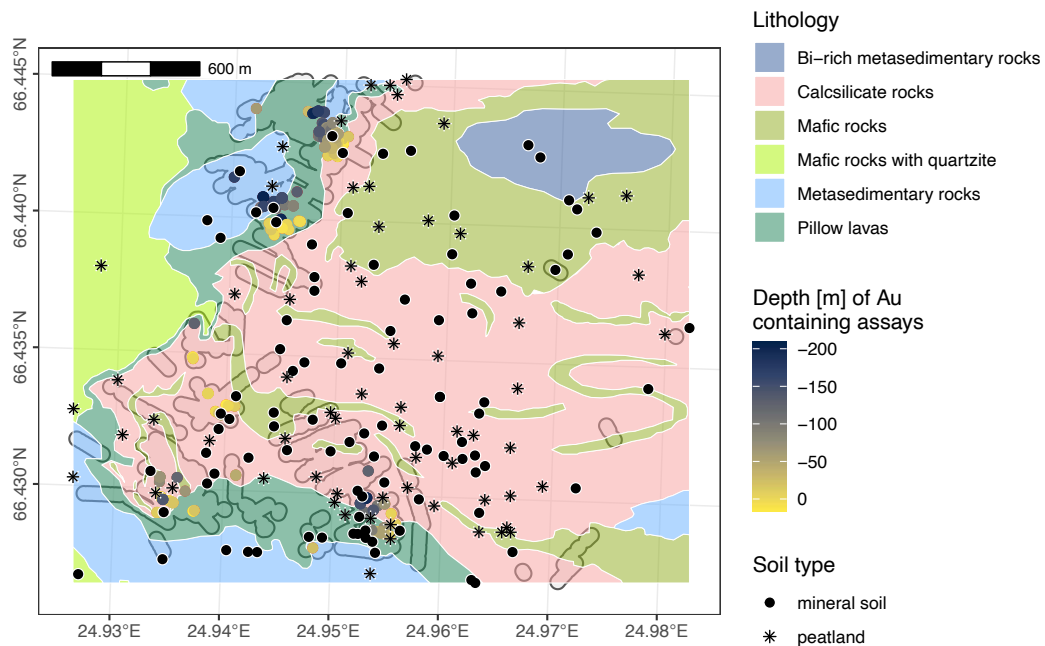 600 m
66.445°N
66.440°N
66.435°N
66.430°N
24.93°E
24.94°E
24.95°E
24.96°E
24.97°E
24.98°E
Lithology
Bi−rich metasedimentary rocks
Calcsilicate rocks
Mafic rocks
Mafic rocks with quartzite
Metasedimentary rocks
Pillow lavas
Depth [m] of Au
containing assays
−200
−150
−100
−50
0
Soil type
mineral soil
peatland